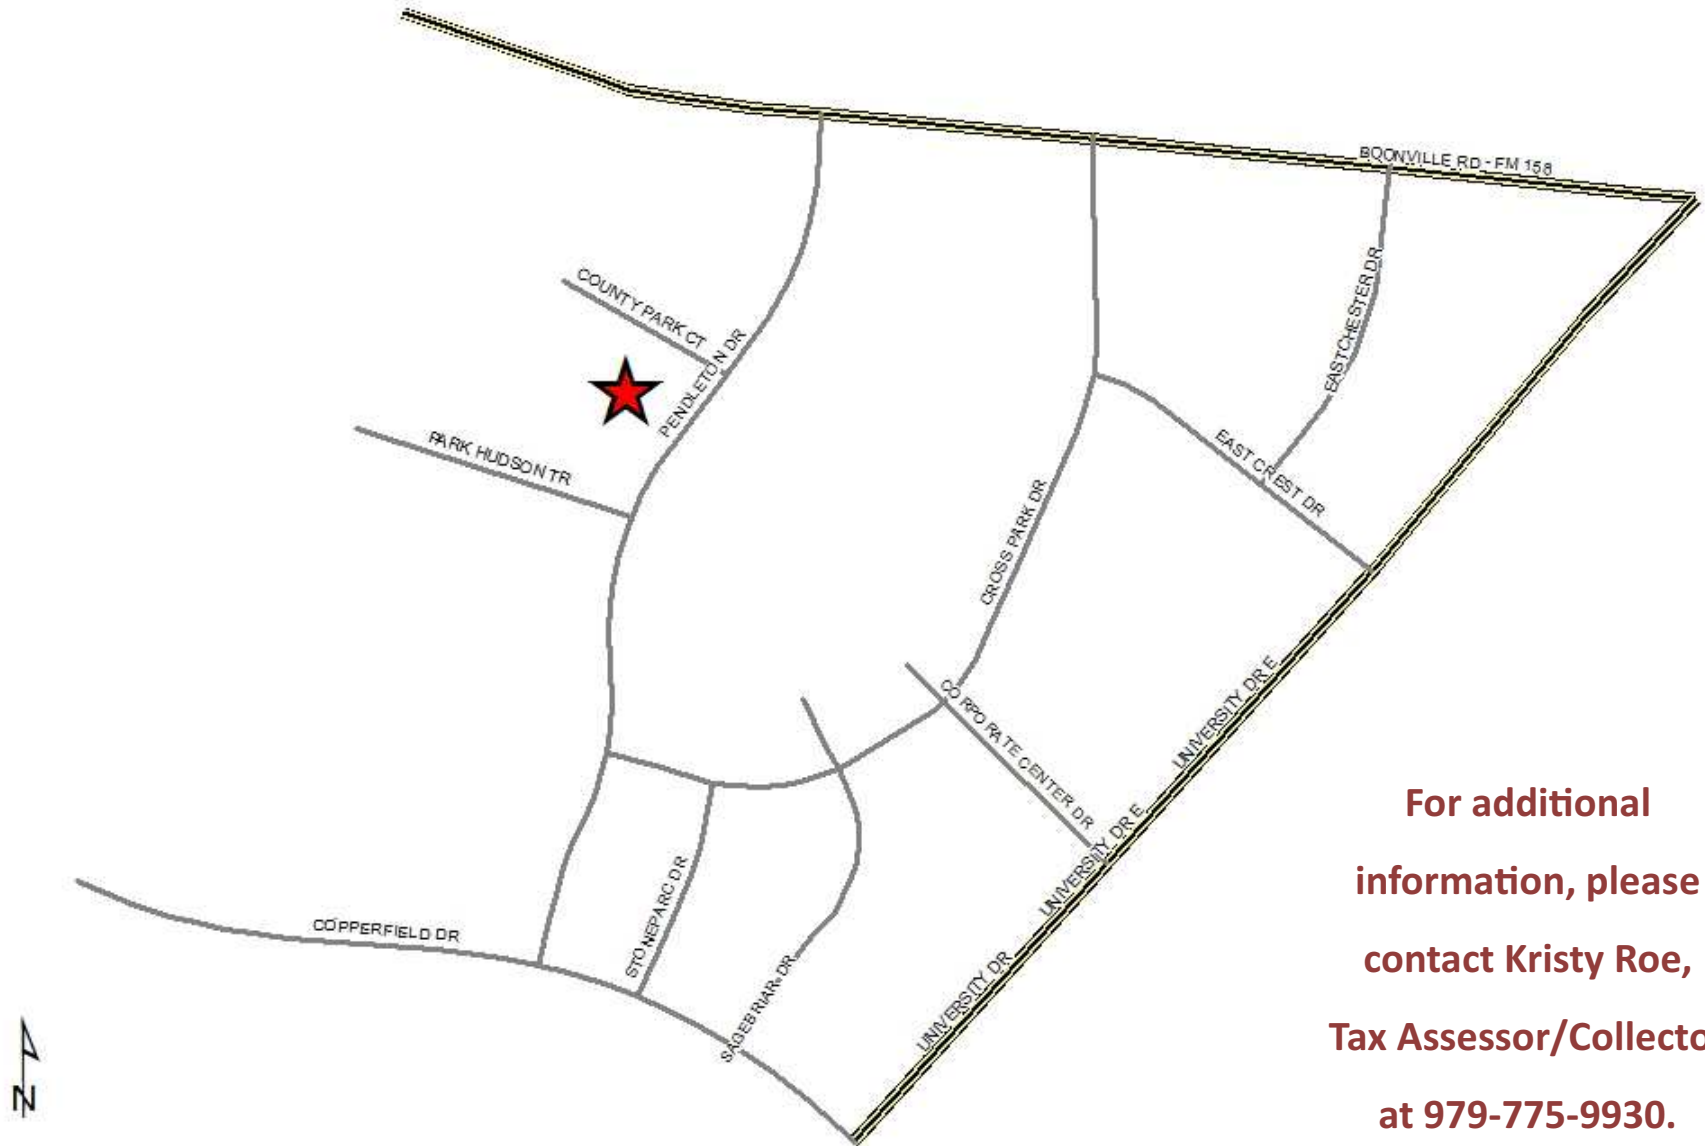 BOONVILLE RD - FM 158
EASTCHESTER DR
COUNTY PARK CT
PENDLETON DR
PARK HUDSON TR
EAST CREST DR
CROSS PARK DR
UNIVERSITY DR E
CORPORATE CENTER DR
UNIVERSITY DR E
STONEPARC DR
COPPERFIELD DR
SAGEBRIAR DR
UNIVERSITY DR
N
For additional
information, please
contact Kristy Roe,
Tax Assessor/Collecto
at 979-775-9930.